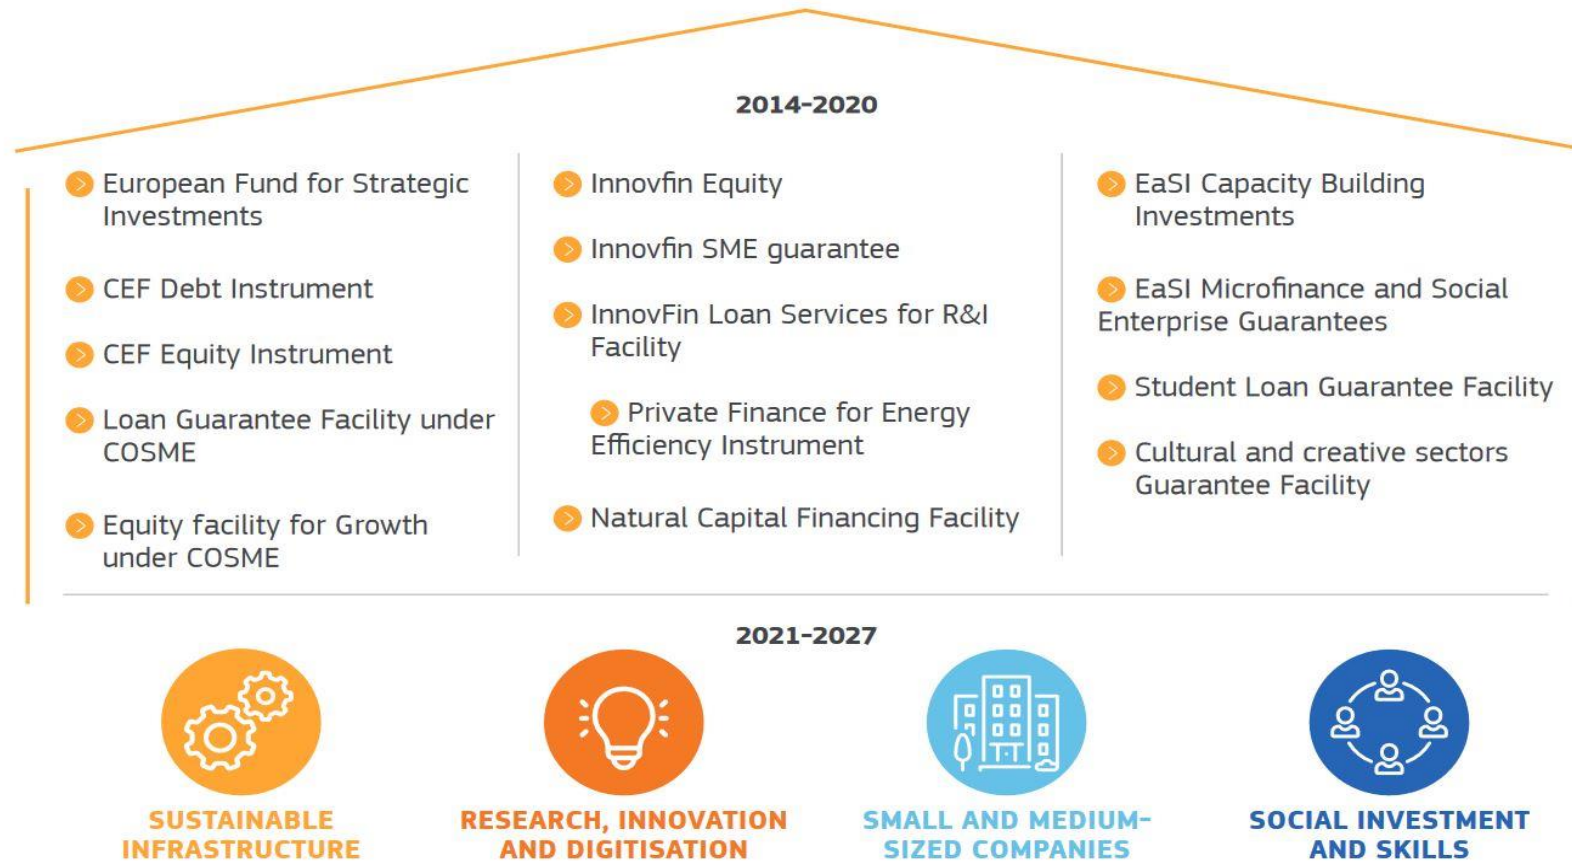 2014-2020
European Fund for Strategic
Investments
CEF Debt Instrument
CEF Equity Instrument
Loan Guarantee Facility under
COSME
Equity facility for Growth
under COSME
Innovfin Equity
Innovfin SME guarantee
InnovFin Loan Services for R&I
Facility
Private Finance for Energy
Efficiency Instrument
Natural Capital Financing Facility
EaSI Capacity Building
Investments
EaSI Microfinance and Social
Enterprise Guarantees
Student Loan Guarantee Facility
Cultural and creative sectors
Guarantee Facility
2021-2027
SUSTAINABLE
INFRASTRUCTURE
RESEARCH, INNOVATION
AND DIGITISATION
SMALL AND MEDIUM-
SIZED COMPANIES
SOCIAL INVESTMENT
AND SKILLS